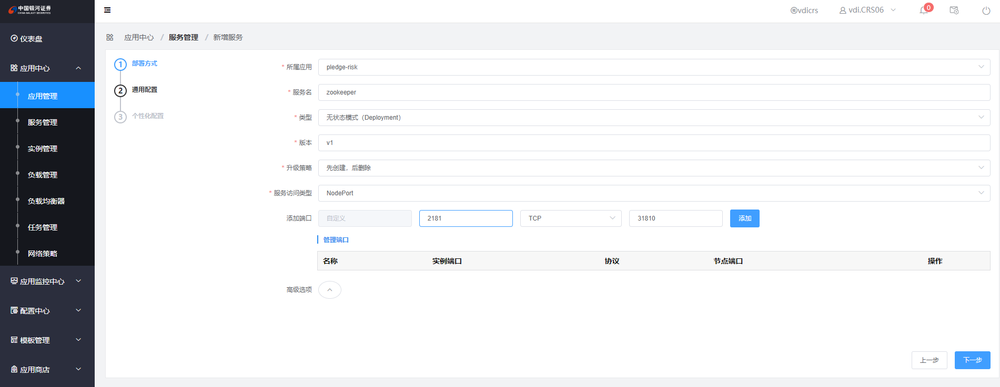 中国银河证券
CHINA GALAXY SECURITIES
vdicrs
vdi.CRS06
0
仪表盘
应用中心
应用管理
服务管理
实例管理
负载管理
负载均衡器
任务管理
网络策略
应用监控中心
配置中心
模板管理
应用商店
应用中心 / 服务管理 / 新增服务
1 部署方式
2 通用配置
3 个性化配置
* 所属应用 pledge-risk
* 服务名 zookeeper
* 类型 无状态模式（Deployment）
* 版本 v1
* 升级策略 先创建，后删除
* 服务访问类型 NodePort
添加端口 自定义 2181 TCP 31810 添加
管理端口
名称 实例端口 协议 节点端口 操作
高级选项
上一步 下一步